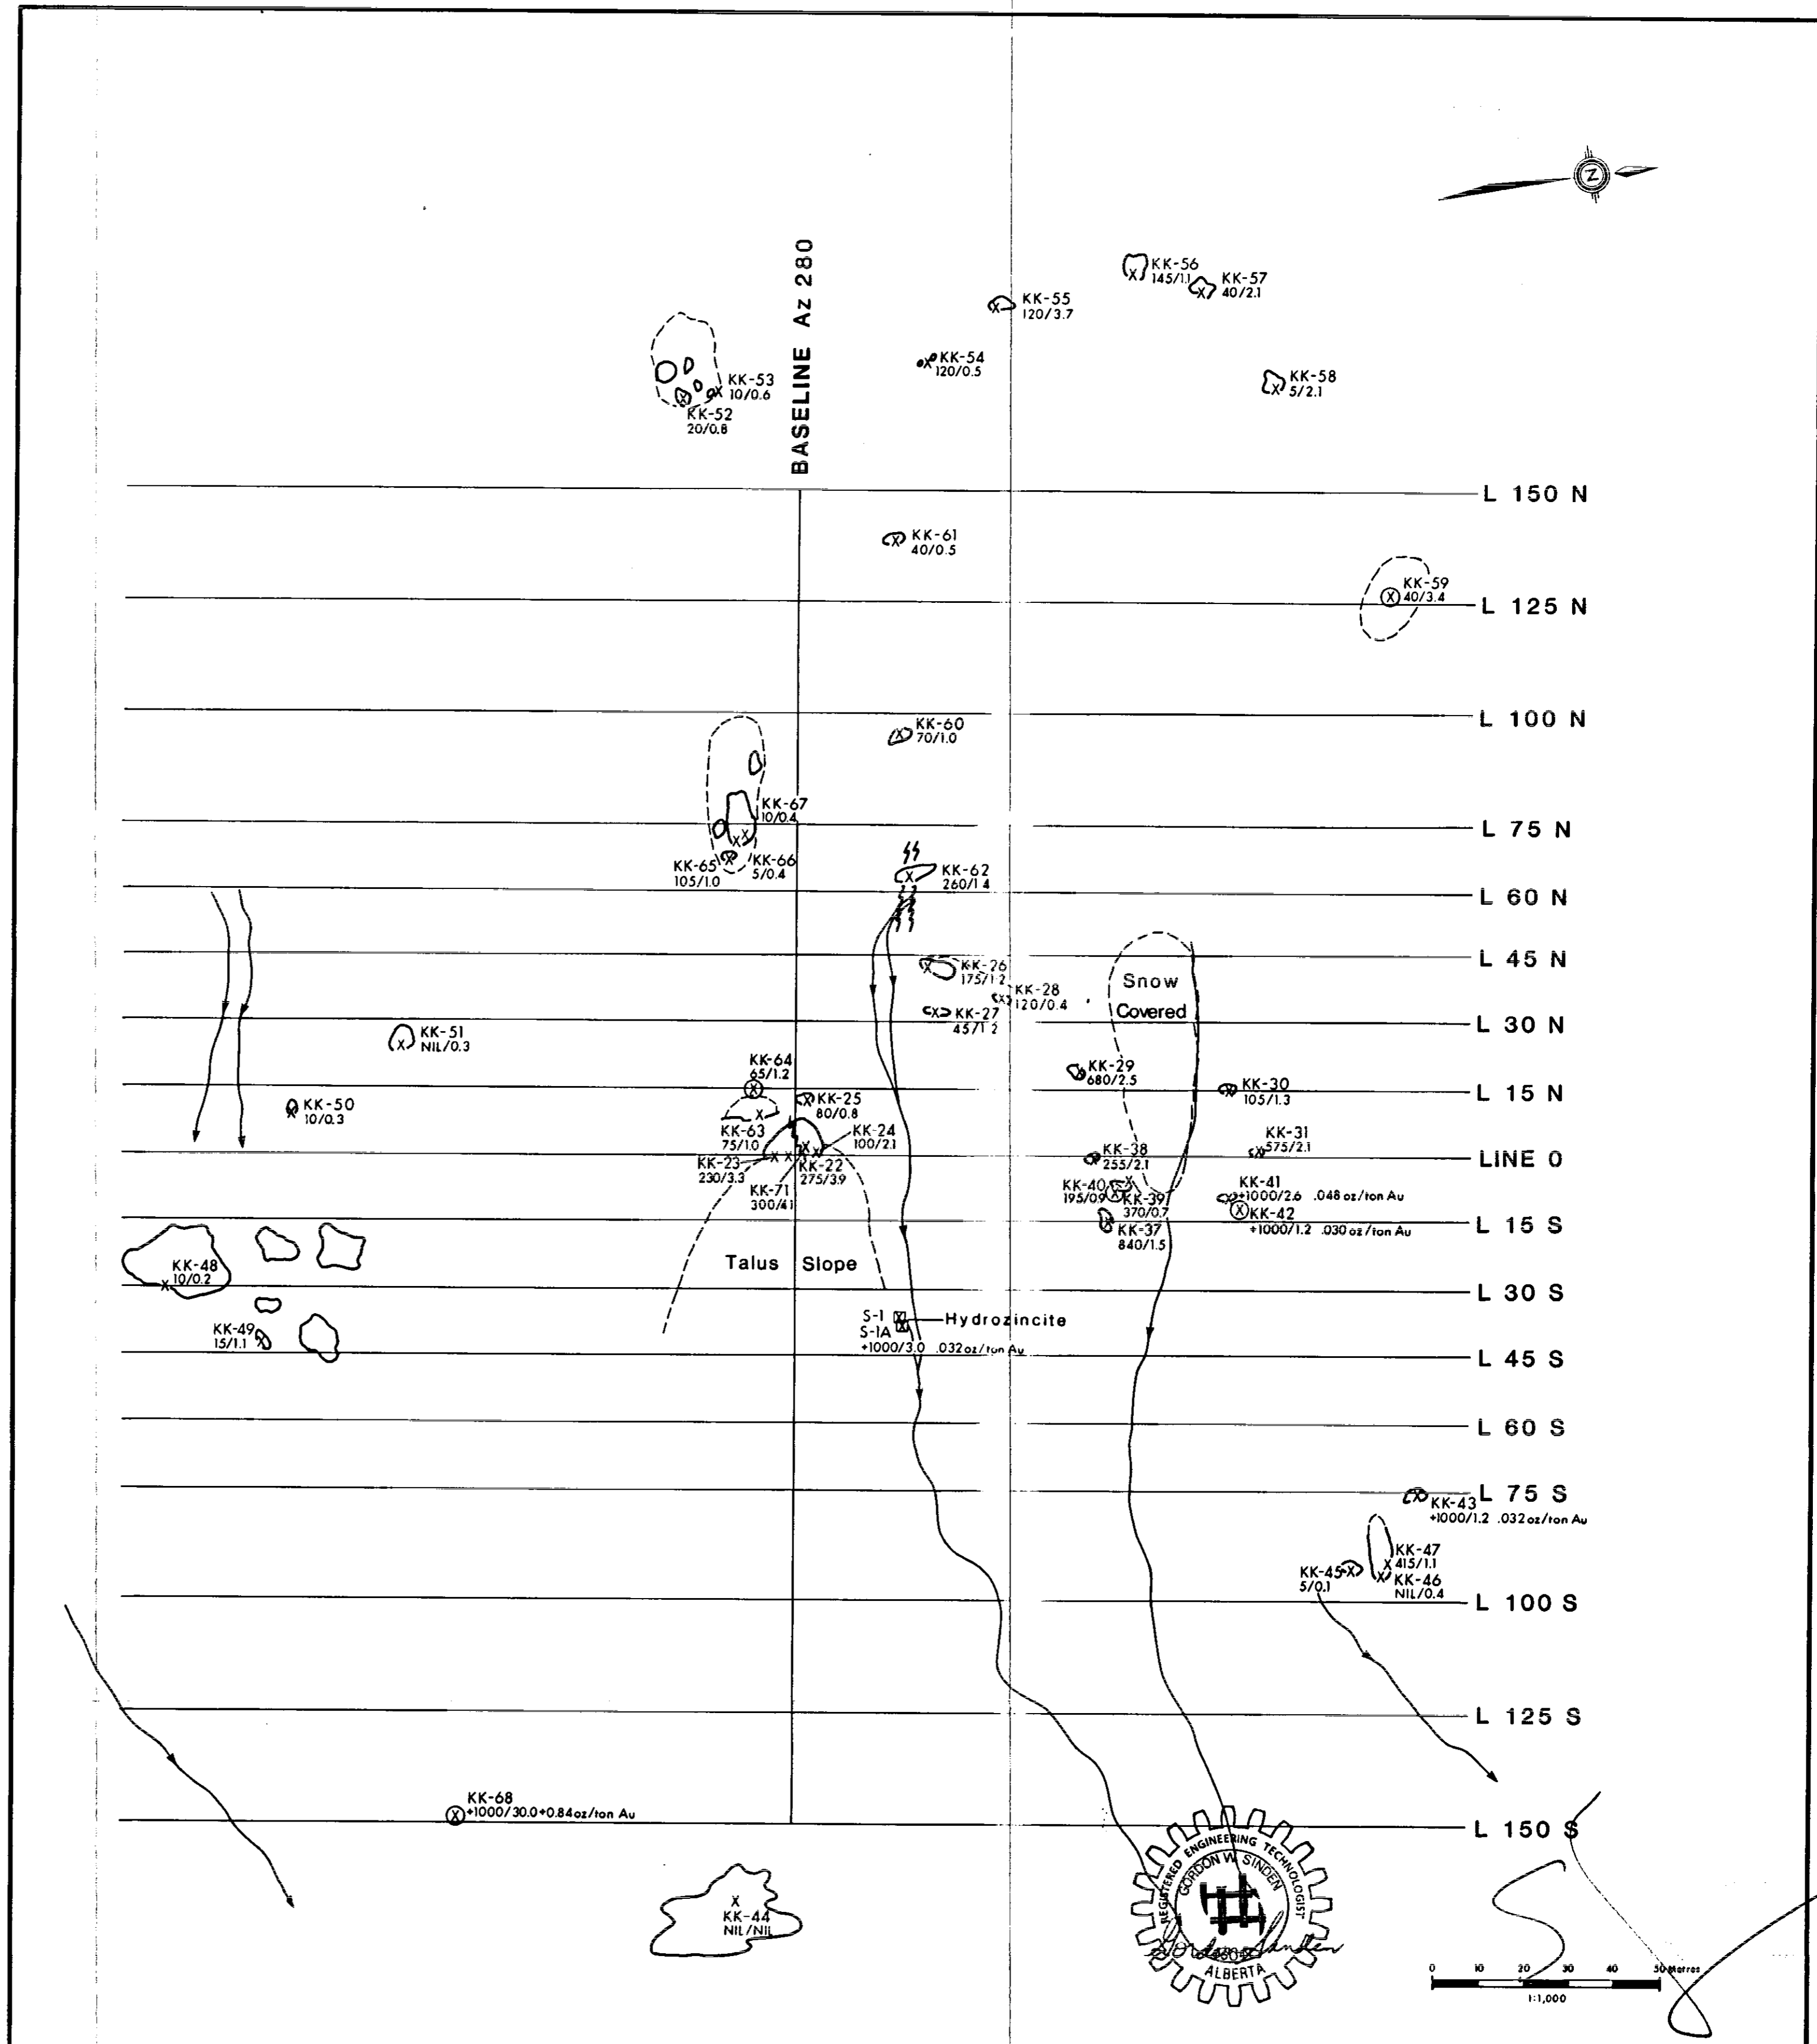 Z
BASELINE Az 280
KK-56
145/1.1
KK-57
40/2.1
KK-55
120/3.7
KK-54
120/0.5
KK-58
5/2.1
KK-53
10/0.6
KK-52
20/0.8
L 150 N
KK-61
40/0.5
KK-59
40/3.4
L 125 N
L 100 N
KK-60
70/1.0
KK-67
10/0.4
L 75 N
KK-65
105/1.0
KK-66
5/0.4
KK-62
260/1.4
L 60 N
L 45 N
KK-26
175/1.2
KK-28
120/0.4
KK-27
45/1.2
Snow
Covered
L 30 N
KK-51
NIL/0.3
KK-64
65/1.2
KK-29
680/2.5
KK-30
105/1.3
L 15 N
KK-50
10/0.3
KK-25
80/0.8
KK-63
75/1.0
KK-24
100/2.1
KK-23
230/3.3
KK-22
275/3.9
KK-71
300/4.1
KK-38
255/2.1
KK-31
575/2.1
LINE 0
KK-40
195/0.9
KK-39
370/0.7
KK-41
+1000/2.6 .048 oz/ton Au
KK-42
+1000/1.2 .030 oz/ton Au
KK-37
840/1.5
L 15 S
Talus Slope
KK-48
10/0.2
L 30 S
S-1
S-1A
Hydrozincite
+1000/3.0 .032 oz/ton Au
KK-49
15/1.1
L 45 S
L 60 S
L 75 S
KK-43
+1000/1.2 .032 oz/ton Au
KK-47
415/1.1
KK-45
5/0.1
KK-46
NIL/0.4
L 100 S
L 125 S
KK-68
+1000/30.0+0.84 oz/ton Au
L 150 S
KK-44
NIL/NIL
REGISTERED ENGINEERING TECHNOLOGIST
GORDON W. SINDEN
ALBERTA
0 10 20 30 40 50 Metres
1:1,000